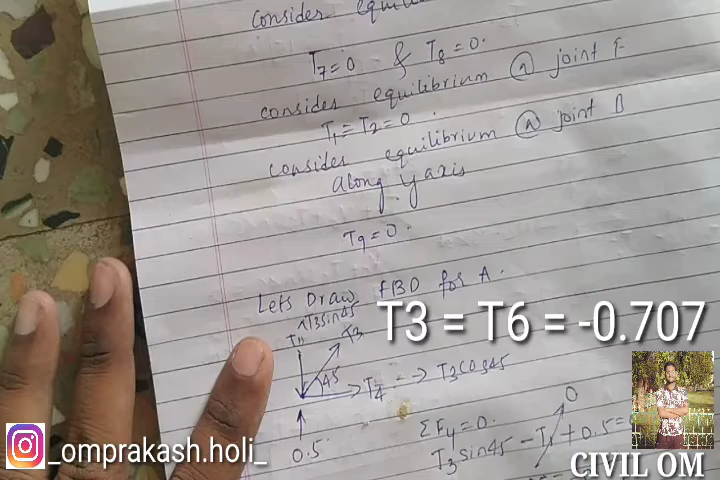 consider
T7=0 & T8=0.
consider equilibrium @ joint F
T1=T2=0.
consider equilibrium @ joint B
along y axis
T9=0.
Lets Draw FBD for A.
T3sin45
T3 = T6 = -0.707
T1
T3
45
T4 → T3cos45
0
ΣFy=0.
0.5
T3sin45 - T1 + 0.5=
_omprakash.holi_
CIVIL OM